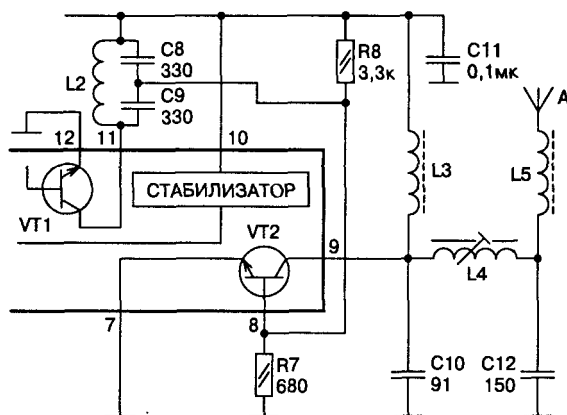 L2
C8
330
C9
330
R8
3,3к
C11
0,1мк
A
12
11
10
L3
L5
VT1
СТАБИЛИЗАТОР
VT2
9
L4
7
8
R7
680
C10
91
C12
150